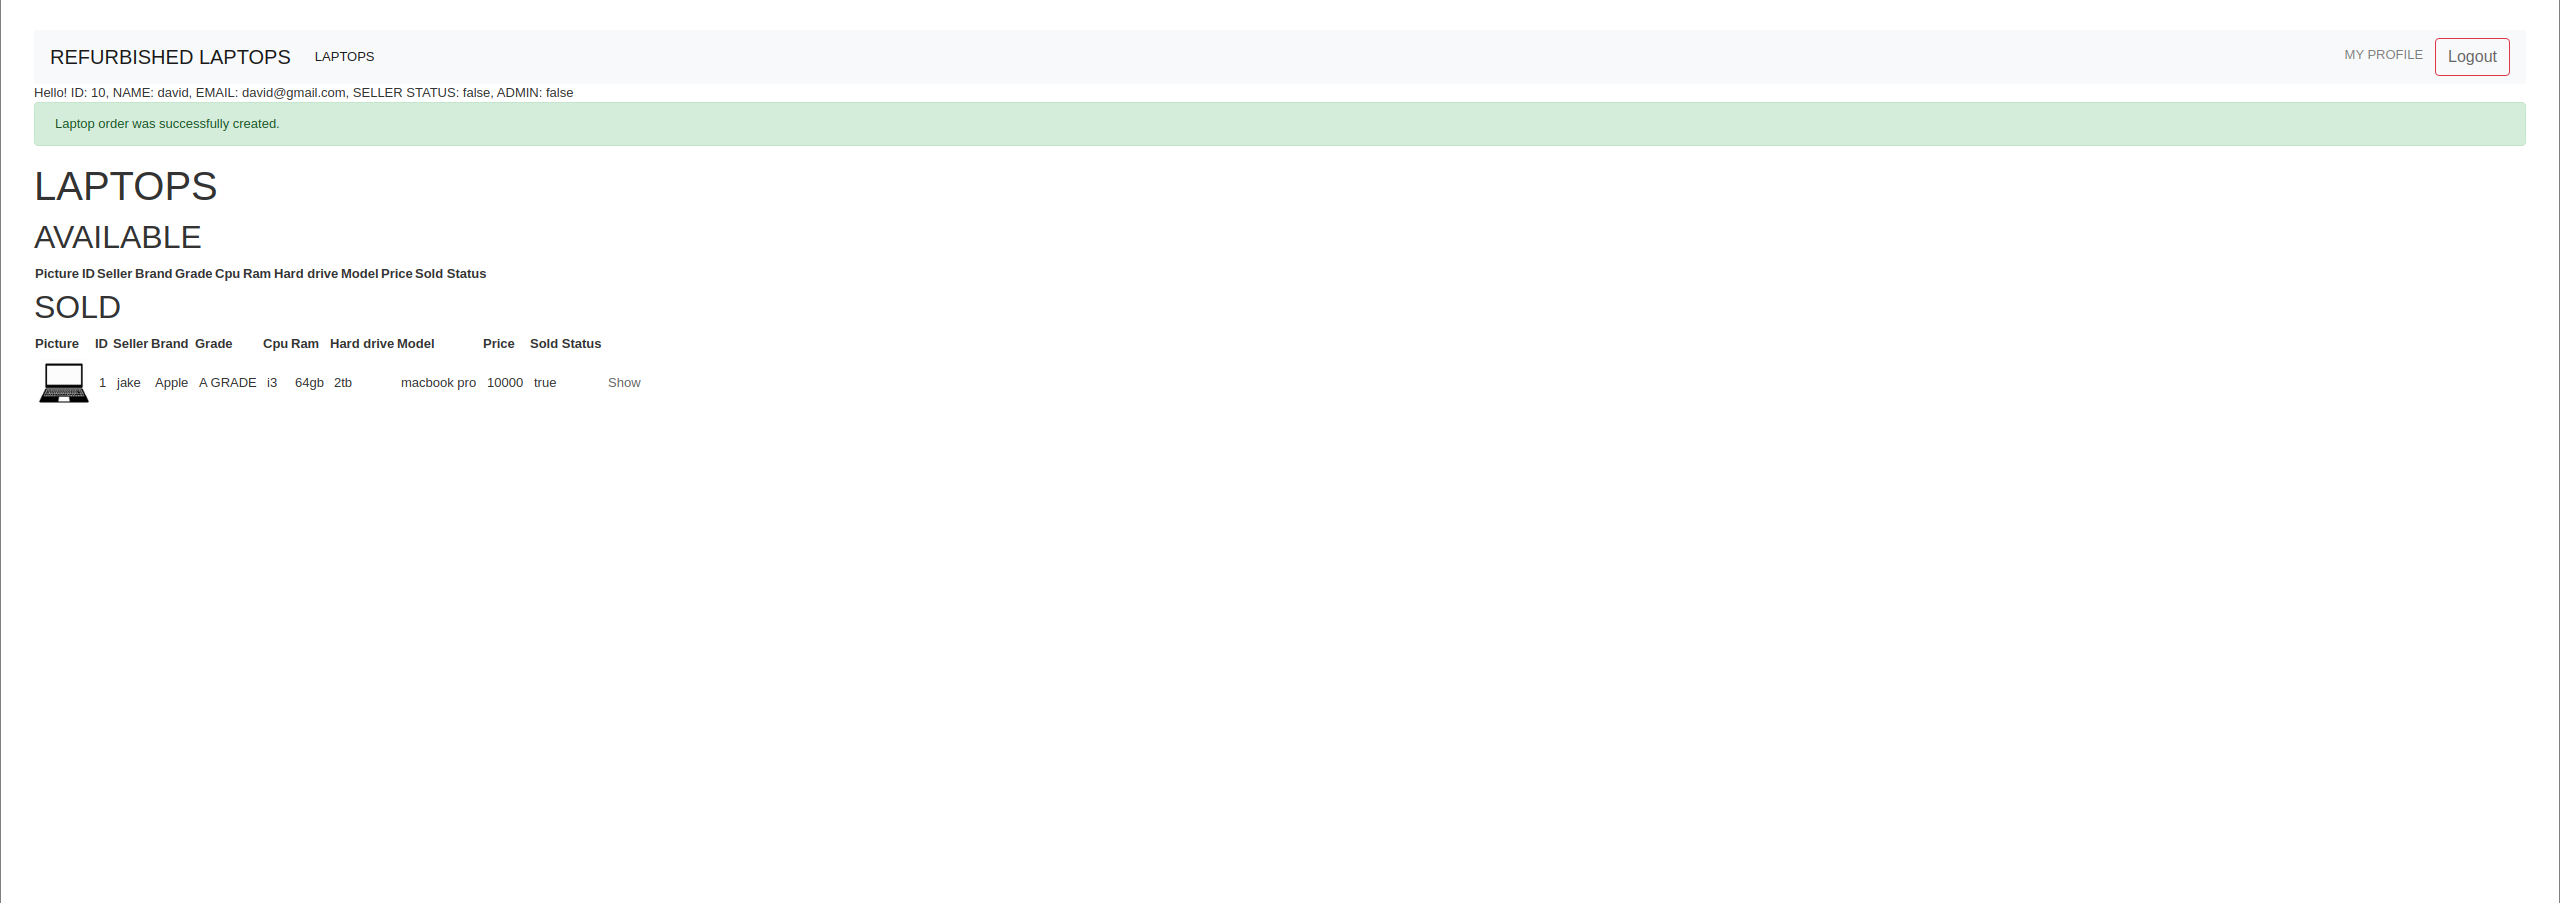 REFURBISHED LAPTOPS LAPTOPS MY PROFILE Logout
Hello! ID: 10, NAME: david, EMAIL: david@gmail.com, SELLER STATUS: false, ADMIN: false
Laptop order was successfully created.
LAPTOPS
AVAILABLE
Picture ID Seller Brand Grade Cpu Ram Hard drive Model Price Sold Status
SOLD
Picture ID Seller Brand Grade Cpu Ram Hard drive Model Price Sold Status
1 jake Apple A GRADE i3 64gb 2tb macbook pro 10000 true Show